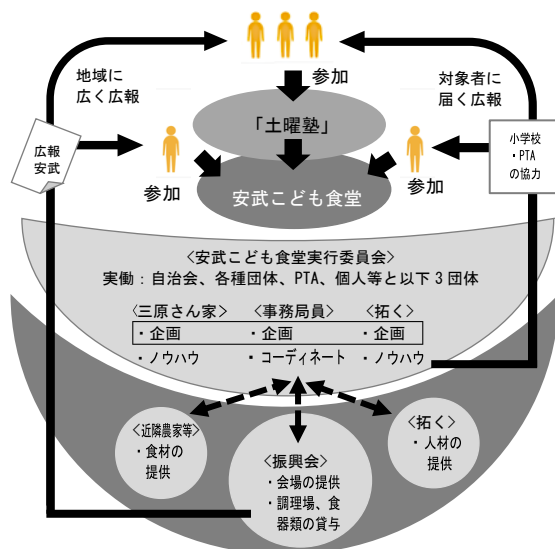 地域に
広く広報
参加
対象者に
届く広報
広報
安武
参加
「土曜塾」
安武こども食堂
参加
小学校
・PTA
の協力
<安武こども食堂実行委員会>
実働：自治会、各種団体、PTA、個人等と以下3団体
<三原さん家>
・企画
・ノウハウ
<事務局員>
・企画
・コーディネート
<拓く>
・企画
・ノウハウ
<近隣農家等>
・食材の
提供
<振興会>
・会場の提供
・調理場、食
器類の貸与
<拓く>
・人材の
提供